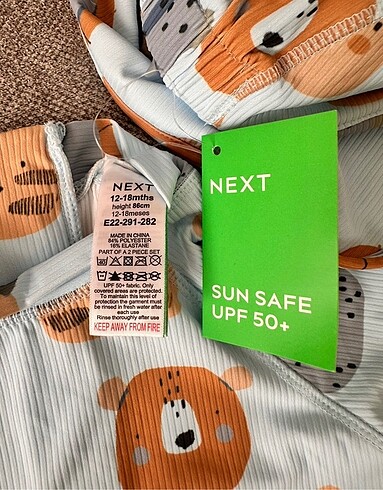 NEXT
12-18mths
height 86cm
12-18meses
E22-291-282
MADE IN CHINA
84% POLYESTER
16% ELASTANE
PART OF A 2 PIECE SET
UPF 50+ fabric. Only
covered areas are protected.
To maintain this level of
protection the garment must
be rinsed in fresh water after
each use
Rinse thoroughly after use
KEEP AWAY FROM FIRE
NEXT
SUN SAFE
UPF 50+